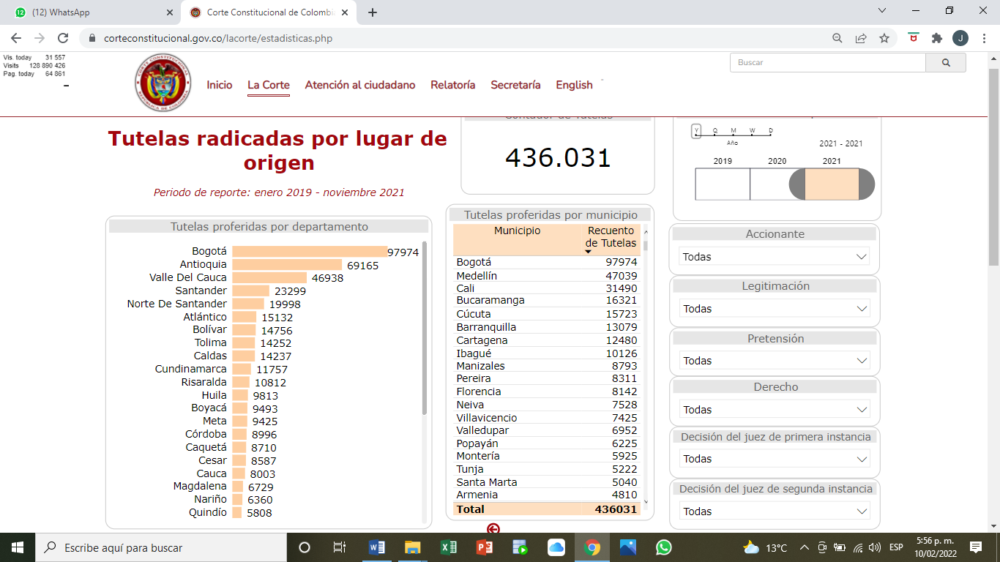 (12) WhatsApp
Corte Constitucional de Colombi
corteconstitucional.gov.co/lacorte/estadisticas.php
J
Vis. today 31 557
Visits 128 890 426
Pag. today 64 861
CORTE CONSTITUCIONAL
REPUBLICA DE COLOMBIA
Inicio
La Corte
Atención al ciudadano
Relatoría
Secretaría
English
Buscar
Tutelas radicadas por lugar de
origen
Periodo de reporte: enero 2019 - noviembre 2021
Contador de Tutelas
436.031
Y Q M W D
Año
2021 - 2021
2019 2020 2021
Tutelas proferidas por departamento
Bogotá 97974
Antioquia 69165
Valle Del Cauca 46938
Santander 23299
Norte De Santander 19998
Atlántico 15132
Bolívar 14756
Tolima 14252
Caldas 14237
Cundinamarca 11757
Risaralda 10812
Huila 9813
Boyacá 9493
Meta 9425
Córdoba 8996
Caquetá 8710
Cesar 8587
Cauca 8003
Magdalena 6729
Nariño 6360
Quindío 5808
Tutelas proferidas por municipio
Municipio Recuento
de Tutelas
Bogotá 97974
Medellín 47039
Cali 31490
Bucaramanga 16321
Cúcuta 15723
Barranquilla 13079
Cartagena 12480
Ibagué 10126
Manizales 8793
Pereira 8311
Florencia 8142
Neiva 7528
Villavicencio 7425
Valledupar 6952
Popayán 6225
Montería 5925
Tunja 5222
Santa Marta 5040
Armenia 4810
Total 436031
Accionante
Todas
Legitimación
Todas
Pretensión
Todas
Derecho
Todas
Decisión del juez de primera instancia
Todas
Decisión del juez de segunda instancia
Todas
Escribe aquí para buscar
13°C
ESP
5:56 p. m.
10/02/2022